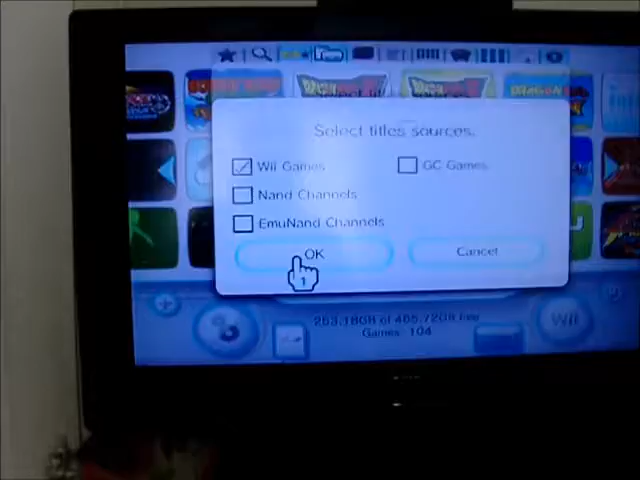 Select titles sources.
Wii Games
GC Games
Nand Channels
EmuNand Channels
OK
Cancel
1
253.18GB of 465.72GB free
Games: 104
Wii